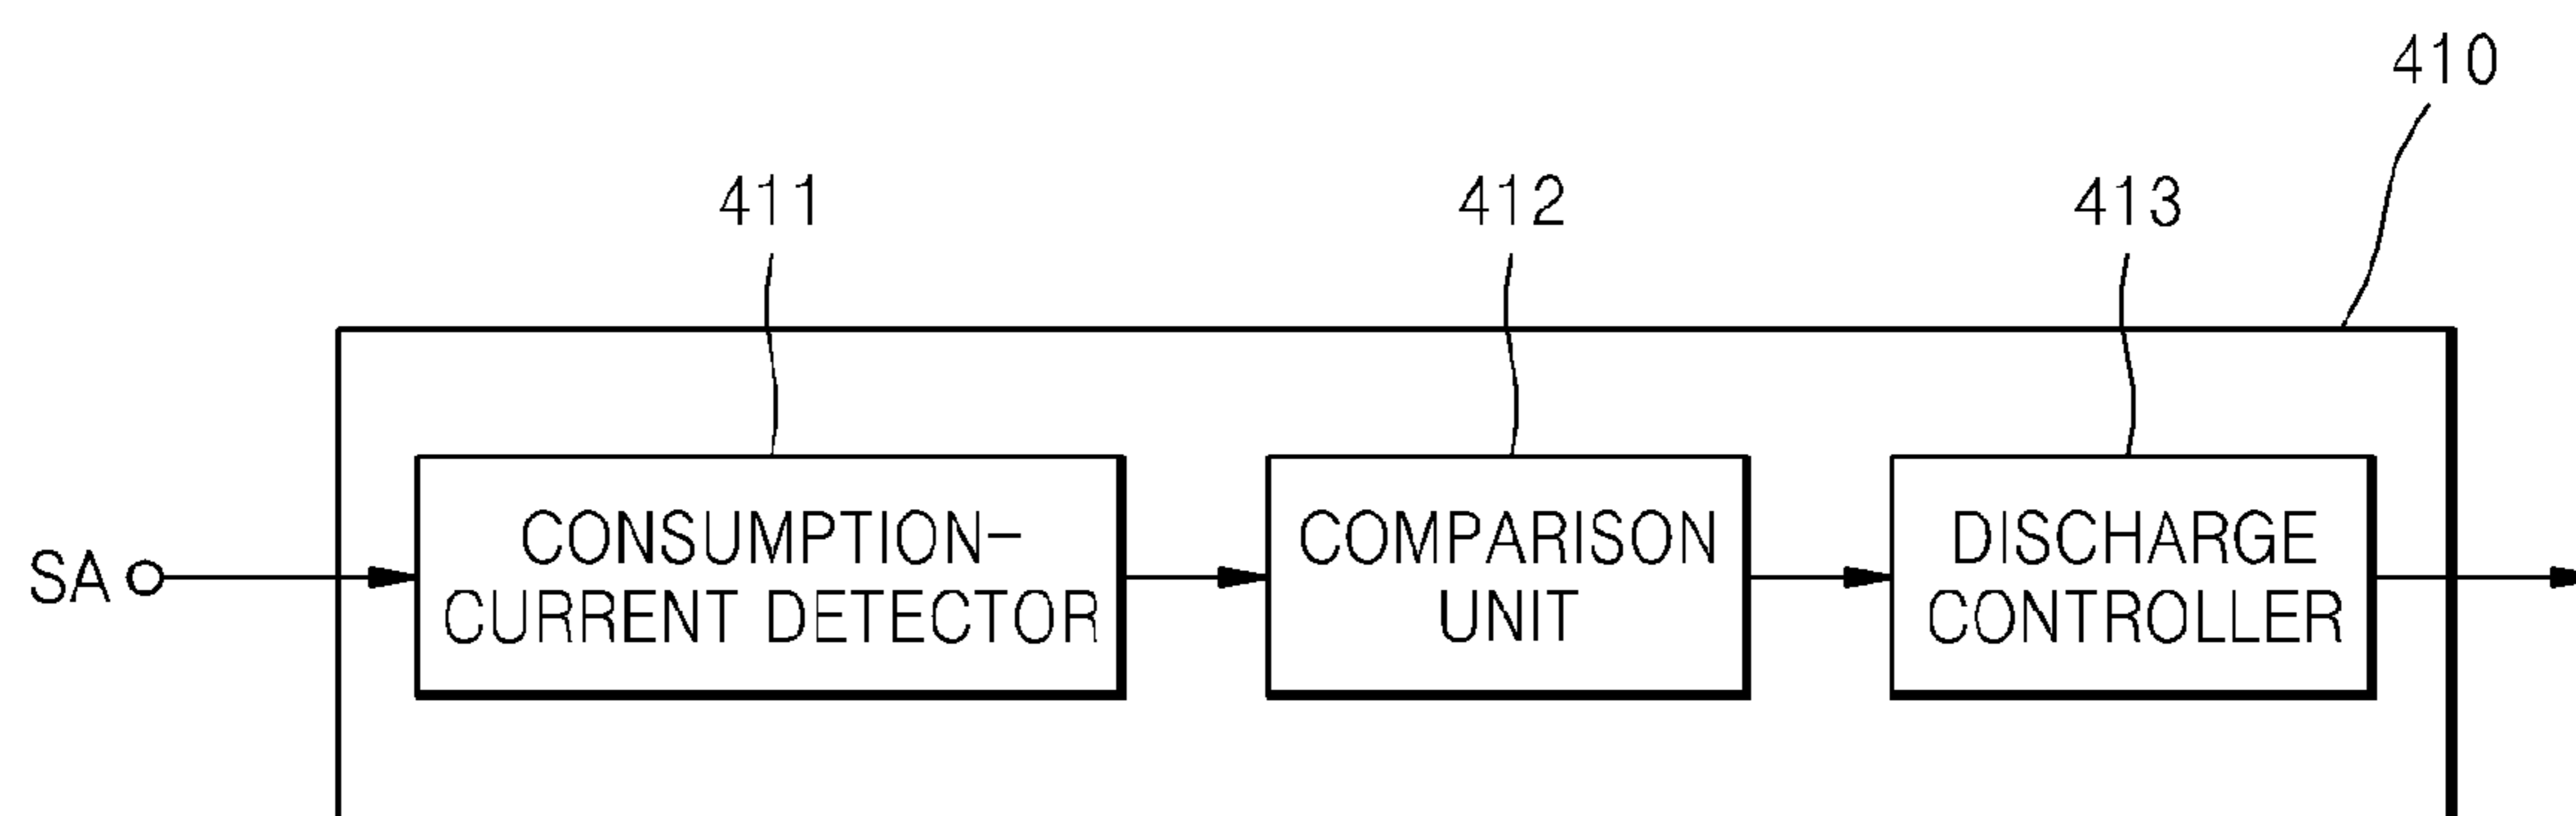 410
411
412
413
SA
CONSUMPTION-
CURRENT DETECTOR
COMPARISON
UNIT
DISCHARGE
CONTROLLER